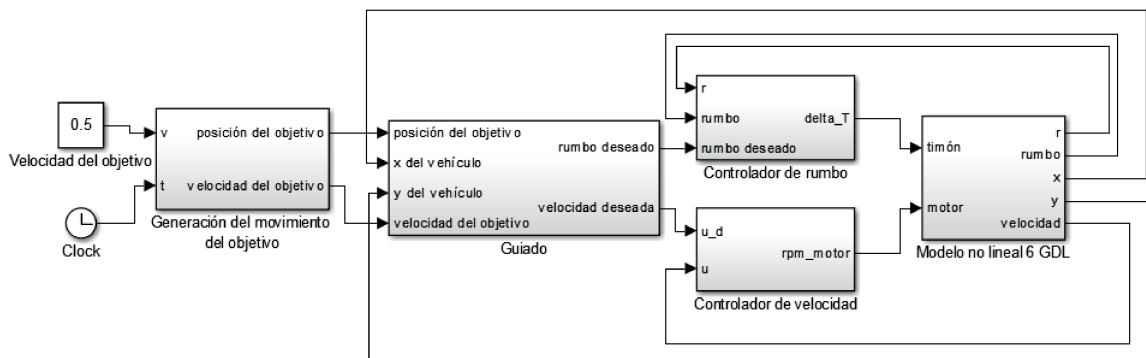 0.5
Velocidad del objetivo
Clock
v
t
posición del objetivo
velocidad del objetivo
Generación del movimiento
del objetivo
posición del objetivo
x del vehículo
y del vehículo
velocidad del objetivo
rumbo deseado
velocidad deseada
Guiado
r
rumbo
rumbo deseado
delta_T
Controlador de rumbo
u_d
u
rpm_motor
Controlador de velocidad
timón
motor
r
rumbo
x
y
velocidad
Modelo no lineal 6 GDL